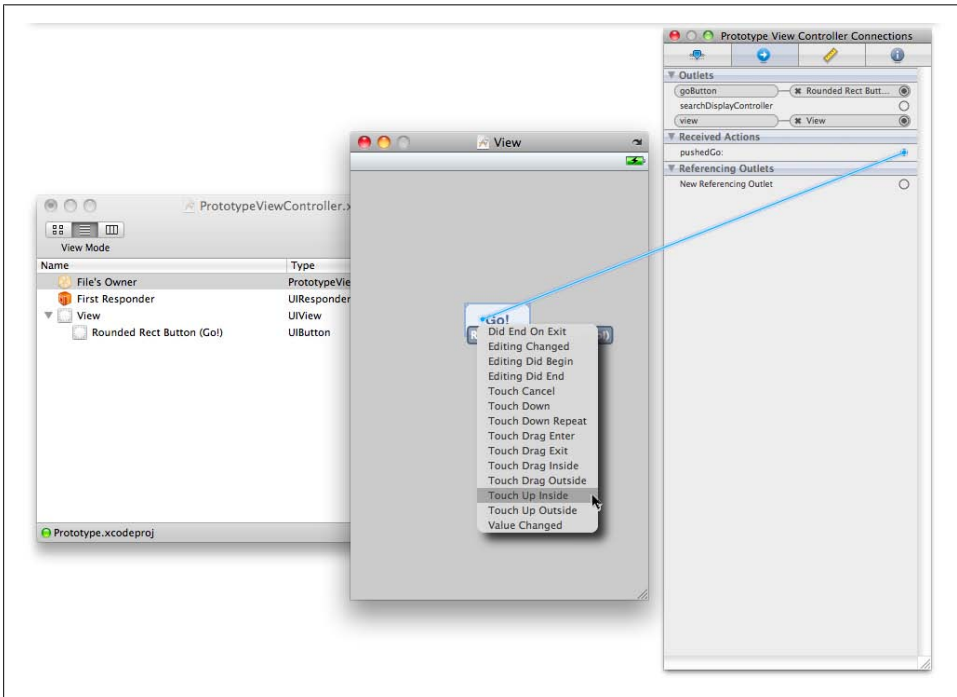 Prototype View Controller Connections
Outlets
goButton
Rounded Rect Butt...
searchDisplayController
view
View
Received Actions
pushedGo:
Referencing Outlets
New Referencing Outlet
View
PrototypeViewController.x
View Mode
Name
Type
File's Owner
PrototypeVie
First Responder
UIResponder
View
UIView
Rounded Rect Button (Go!)
UIButton
Prototype.xcodeproj
Go!
Did End On Exit
Editing Changed
Editing Did Begin
Editing Did End
Touch Cancel
Touch Down
Touch Down Repeat
Touch Drag Enter
Touch Drag Exit
Touch Drag Inside
Touch Drag Outside
Touch Up Inside
Touch Up Outside
Value Changed